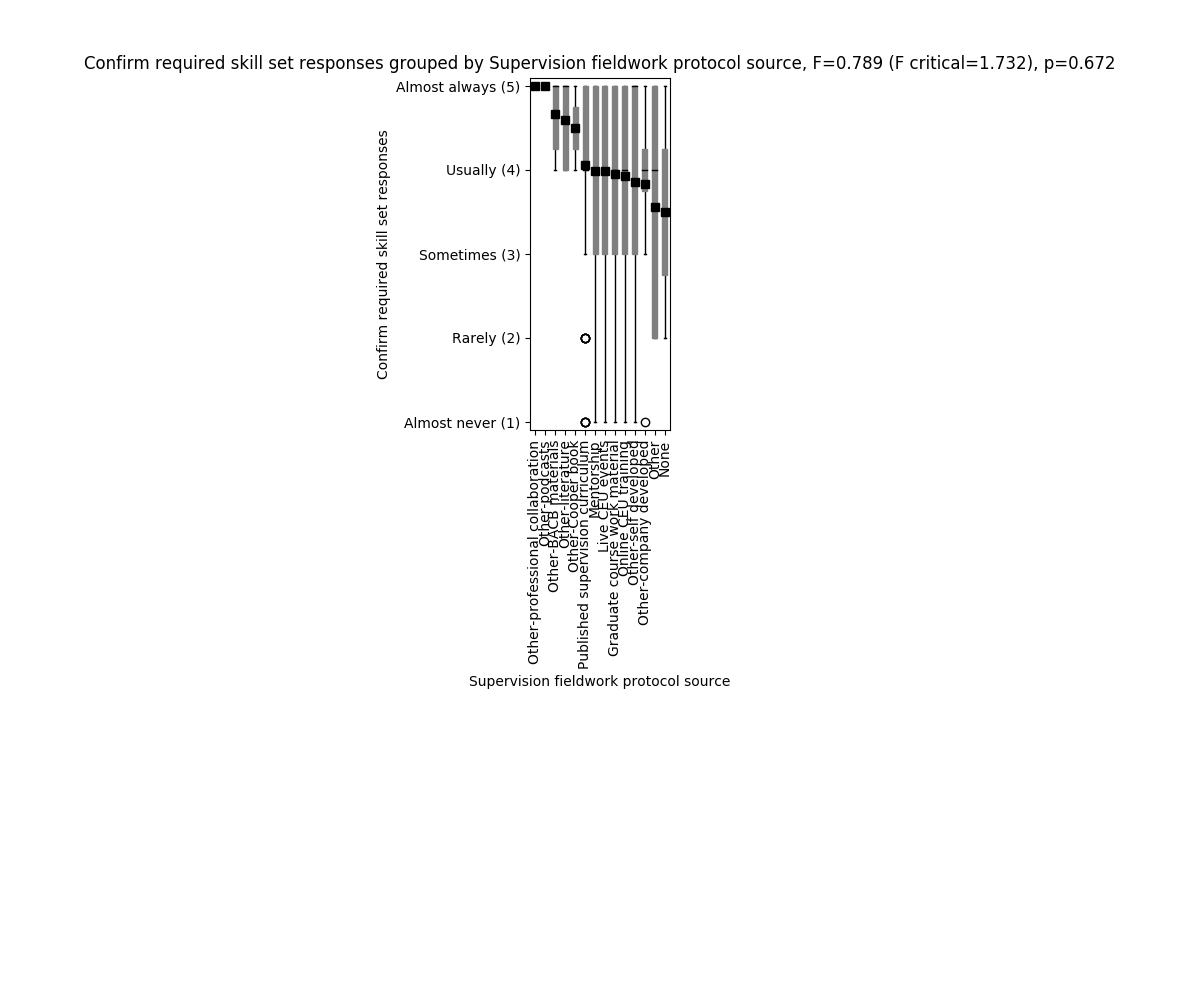 Confirm required skill set responses grouped by Supervision fieldwork protocol source, F=0.789 (F critical=1.732), p=0.672
Confirm required skill set responses
Almost always (5)
Usually (4)
Sometimes (3)
Rarely (2)
Almost never (1)
Other-professional collaboration
Other-podcasts
Other-BACB materials
Other-literature
Other-Cooper book
Published supervision curriculum
Mentorship
Live CEU events
Graduate course work material
Online CEU training
Other-self developed
Other-company developed
Other
None
Supervision fieldwork protocol source